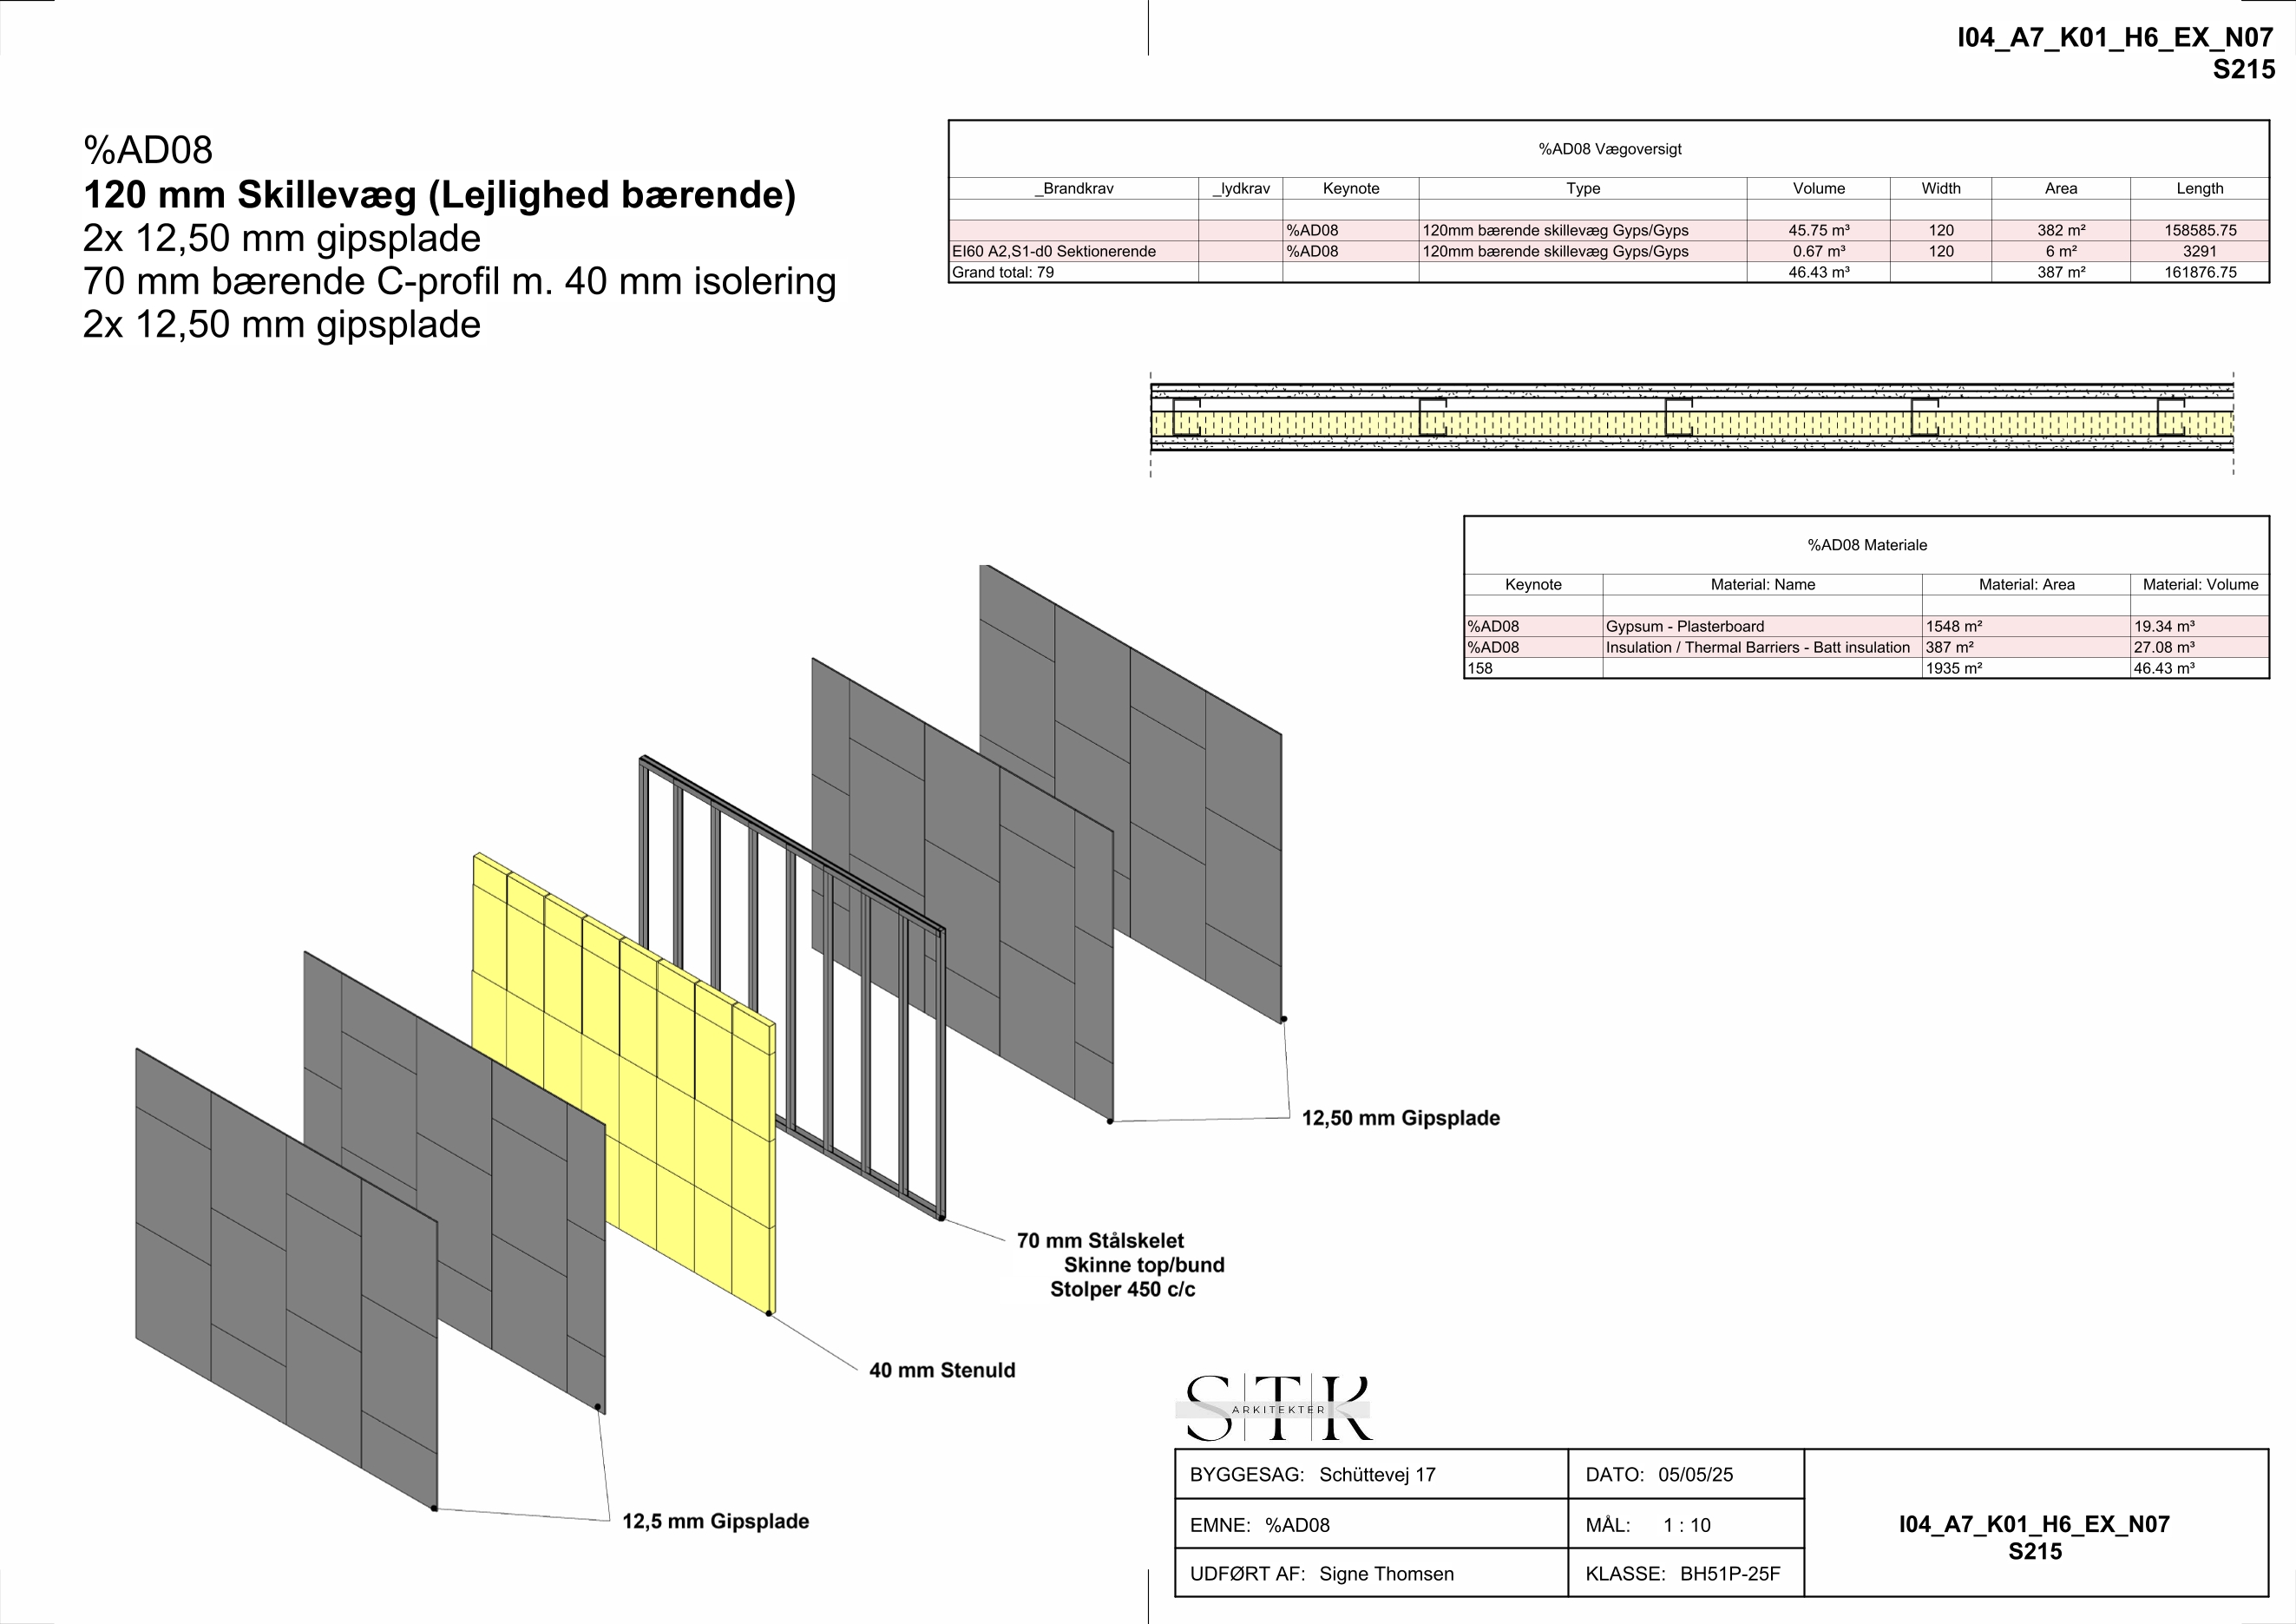 I04_A7_K01_H6_EX_N07
S215
%AD08
120 mm Skillevæg (Lejlighed bærende)
2x 12,50 mm gipsplade
70 mm bærende C-profil m. 40 mm isolering
2x 12,50 mm gipsplade
%AD08 Vægoversigt
_Brandkrav _lydkrav Keynote Type Volume Width Area Length
%AD08 120mm bærende skillevæg Gyps/Gyps 45.75 m³ 120 382 m² 158585.75
EI60 A2,S1-d0 Sektionerende %AD08 120mm bærende skillevæg Gyps/Gyps 0.67 m³ 120 6 m² 3291
Grand total: 79 46.43 m³ 387 m² 161876.75
%AD08 Materiale
Keynote Material: Name Material: Area Material: Volume
%AD08 Gypsum - Plasterboard 1548 m² 19.34 m³
%AD08 Insulation / Thermal Barriers - Batt insulation 387 m² 27.08 m³
158 1935 m² 46.43 m³
12,50 mm Gipsplade
70 mm Stålskelet
Skinne top/bund
Stolper 450 c/c
40 mm Stenuld
12,5 mm Gipsplade
STK
ARKITEKTER
BYGGESAG: Schüttevej 17 DATO: 05/05/25
EMNE: %AD08 MÅL: 1 : 10
UDFØRT AF: Signe Thomsen KLASSE: BH51P-25F
I04_A7_K01_H6_EX_N07
S215